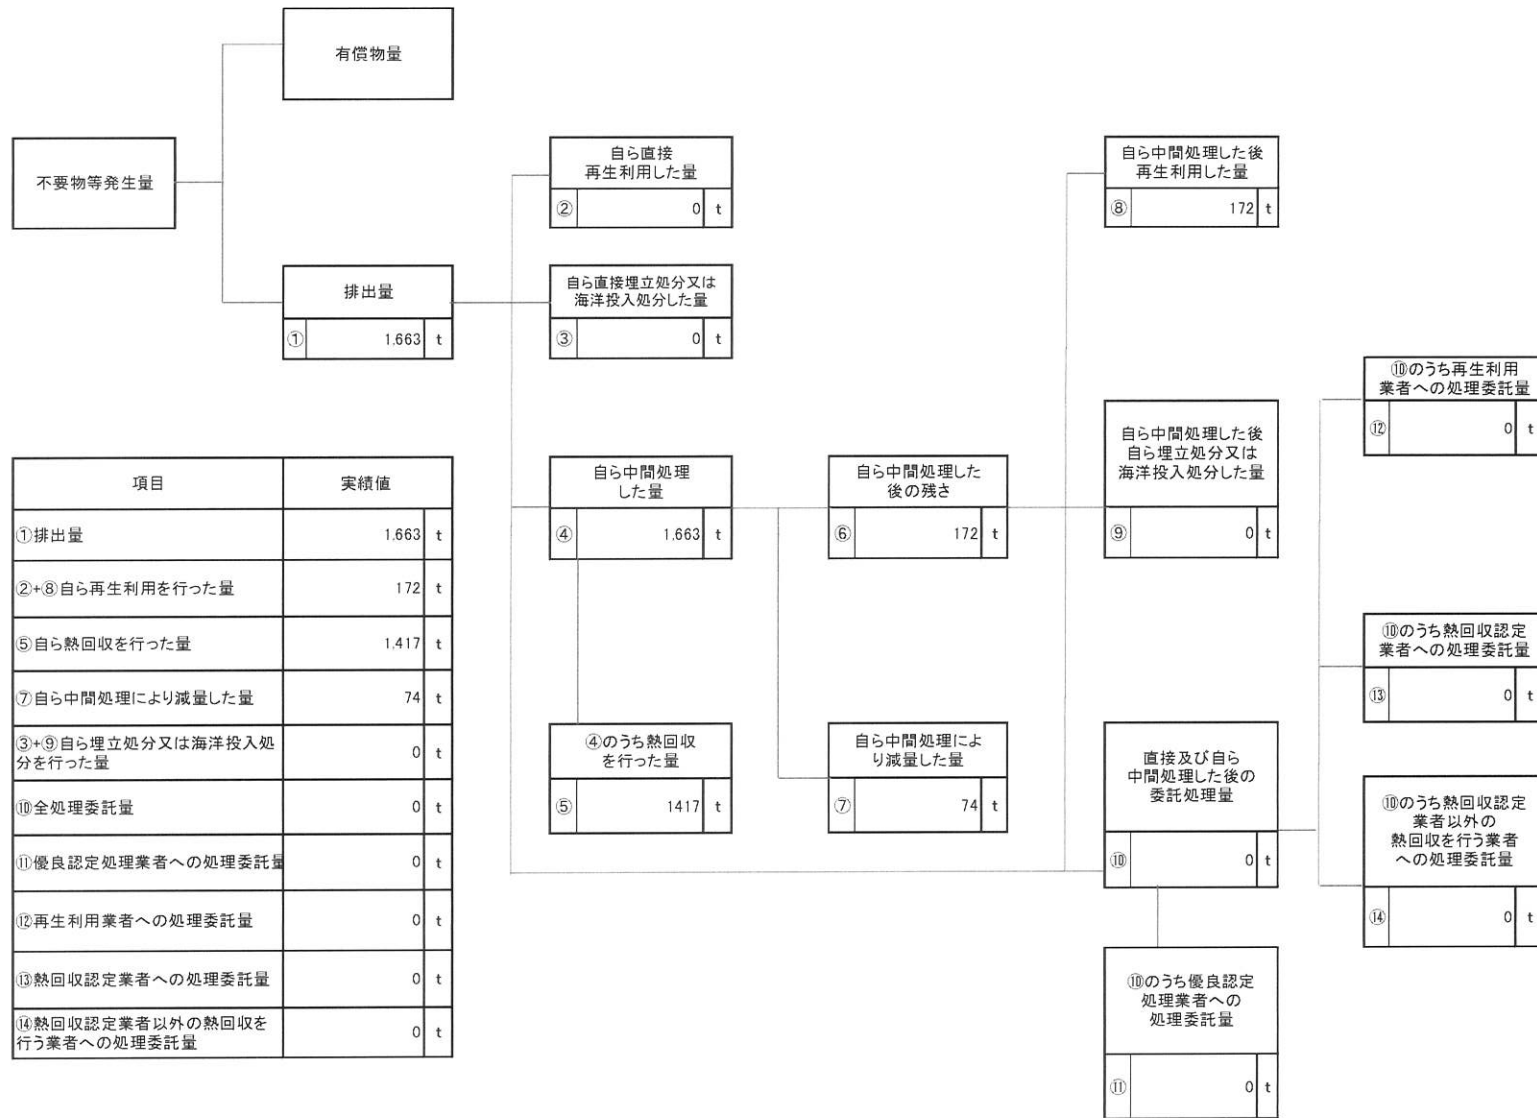 有償物量
不要物等発生量
排出量
① 1,663 t
自ら直接
再生利用した量
② 0 t
自ら直接埋立処分又は
海洋投入処分した量
③ 0 t
自ら中間処理
した量
④ 1,663 t
④のうち熱回収
を行った量
⑤ 1417 t
自ら中間処理した
後の残さ
⑥ 172 t
自ら中間処理によ
り減量した量
⑦ 74 t
自ら中間処理した後
再生利用した量
⑧ 172 t
自ら中間処理した後
自ら埋立処分又は
海洋投入処分した量
⑨ 0 t
直接及び自ら
中間処理した後の
委託処理量
⑩ 0 t
⑩のうち優良認定
処理業者への
処理委託量
⑪ 0 t
⑩のうち再生利用
業者への処理委託量
⑫ 0 t
⑩のうち熱回収認定
業者への処理委託量
⑬ 0 t
⑩のうち熱回収認定
業者以外の
熱回収を行う業者
への処理委託量
⑭ 0 t
項目 実績値
①排出量 1,663 t
②+⑧自ら再生利用を行った量 172 t
⑤自ら熱回収を行った量 1,417 t
⑦自ら中間処理により減量した量 74 t
③+⑨自ら埋立処分又は海洋投入処
分を行った量 0 t
⑩全処理委託量 0 t
⑪優良認定処理業者への処理委託量 0 t
⑫再生利用業者への処理委託量 0 t
⑬熱回収認定業者への処理委託量 0 t
⑭熱回収認定業者以外の熱回収を
行う業者への処理委託量 0 t